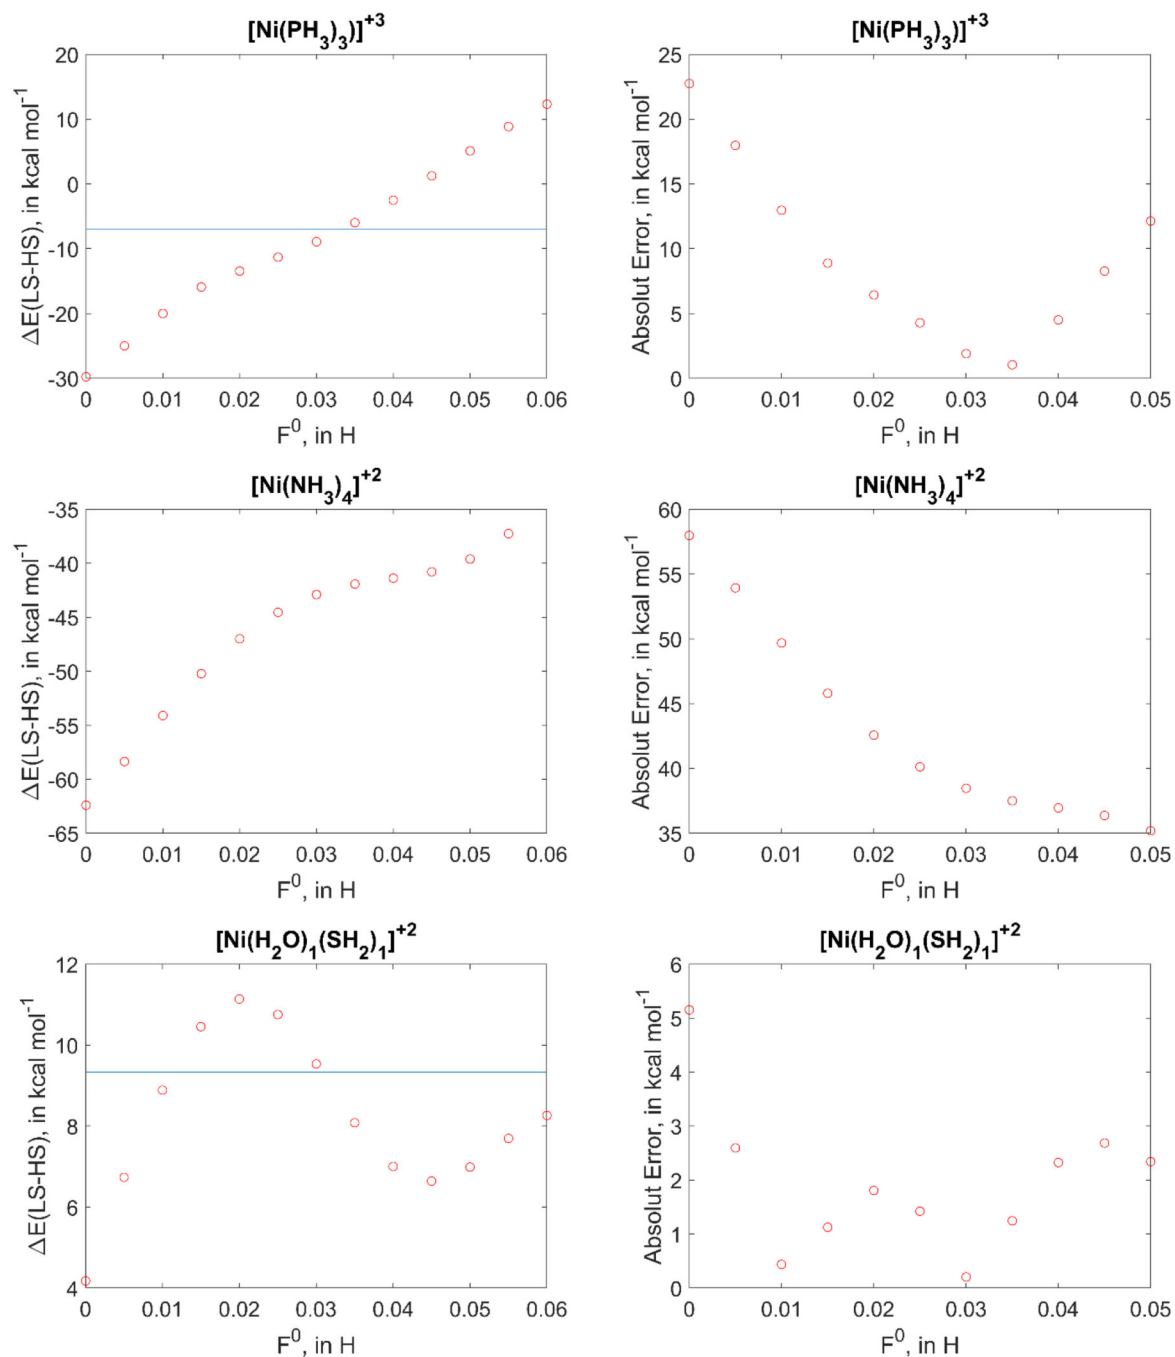 [Ni(PH3)3)]+3
20
10
0
-10
-20
-30
ΔE(LS-HS), in kcal mol-1
0 0.01 0.02 0.03 0.04 0.05 0.06
F0, in H
[Ni(PH3)3)]+3
25
20
15
10
5
0
Absolut Error, in kcal mol-1
0 0.01 0.02 0.03 0.04 0.05
F0, in H
[Ni(NH3)4]+2
-35
-40
-45
-50
-55
-60
-65
ΔE(LS-HS), in kcal mol-1
0 0.01 0.02 0.03 0.04 0.05 0.06
F0, in H
[Ni(NH3)4]+2
60
55
50
45
40
35
Absolut Error, in kcal mol-1
0 0.01 0.02 0.03 0.04 0.05
F0, in H
[Ni(H2O)1(SH2)1]+2
12
10
8
6
4
ΔE(LS-HS), in kcal mol-1
0 0.01 0.02 0.03 0.04 0.05 0.06
F0, in H
[Ni(H2O)1(SH2)1]+2
6
5
4
3
2
1
0
Absolut Error, in kcal mol-1
0 0.01 0.02 0.03 0.04 0.05
F0, in H